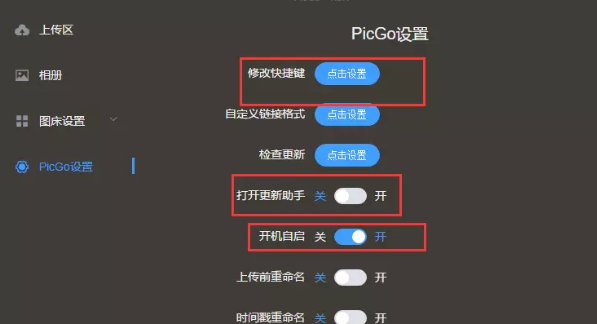 PicGo设置
上传区
修改快捷键 点击设置
相册
自定义链接格式 点击设置
图床设置
检查更新 点击设置
PicGo设置
打开更新助手 关 开
开机自启 关 开
上传前重命名 关 开
时间戳重命名 关 开